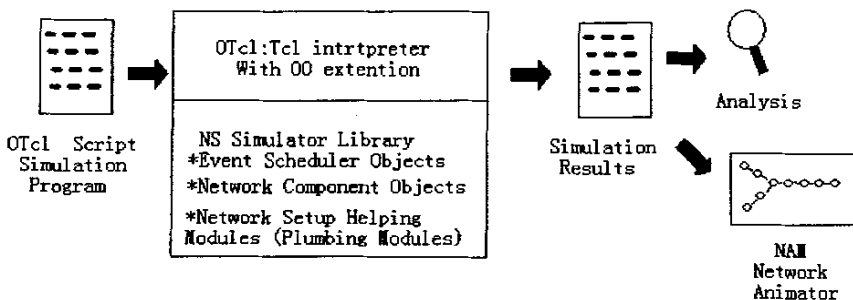 OTcl Script
Simulation
Program
OTcl:Tcl intrtpreter
With OO extention
NS Simulator Library
*Event Scheduler Objects
*Network Component Objects
*Network Setup Helping
Modules (Plumbing Modules)
Simulation
Results
Analysis
NAM
Network
Animator